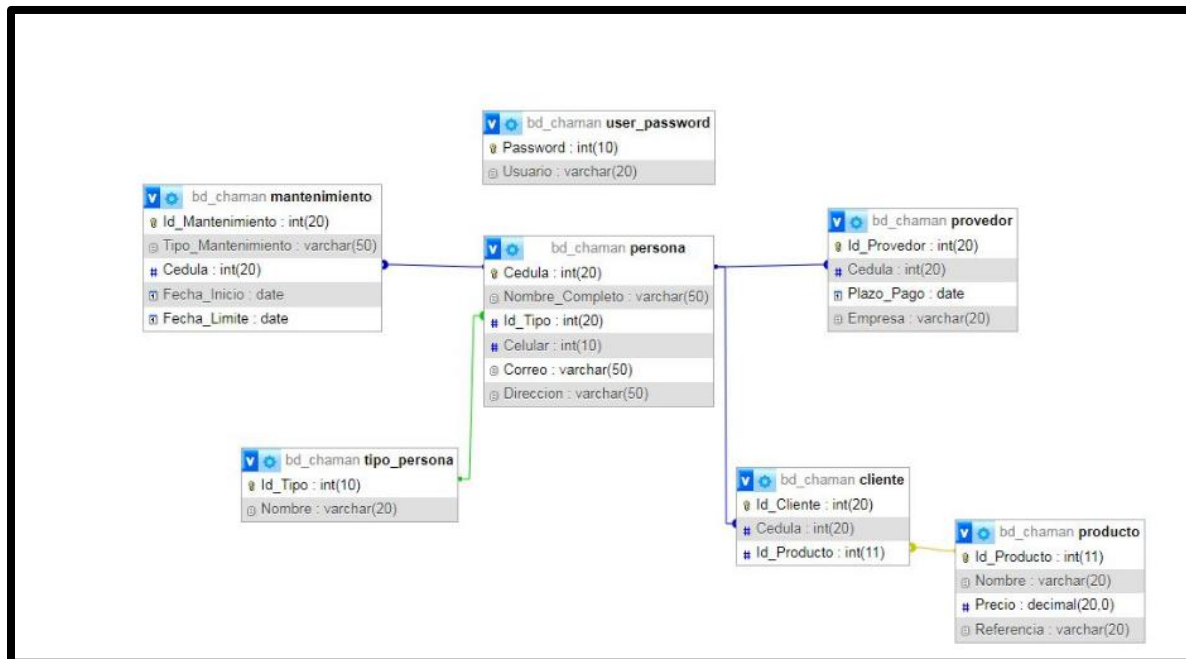 bd_chaman user_password
Password : int(10)
Usuario : varchar(20)
bd_chaman mantenimiento
Id_Mantenimiento : int(20)
Tipo_Mantenimiento : varchar(50)
# Cedula : int(20)
Fecha_Inicio : date
Fecha_Limite : date
bd_chaman persona
Cedula : int(20)
Nombre_Completo : varchar(50)
# Id_Tipo : int(20)
# Celular : int(10)
Correo : varchar(50)
Direccion : varchar(50)
bd_chaman provedor
Id_Provedor : int(20)
# Cedula : int(20)
Plazo_Pago : date
Empresa : varchar(20)
bd_chaman tipo_persona
Id_Tipo : int(10)
Nombre : varchar(20)
bd_chaman cliente
Id_Cliente : int(20)
# Cedula : int(20)
# Id_Producto : int(11)
bd_chaman producto
Id_Producto : int(11)
Nombre : varchar(20)
# Precio : decimal(20,0)
Referencia : varchar(20)